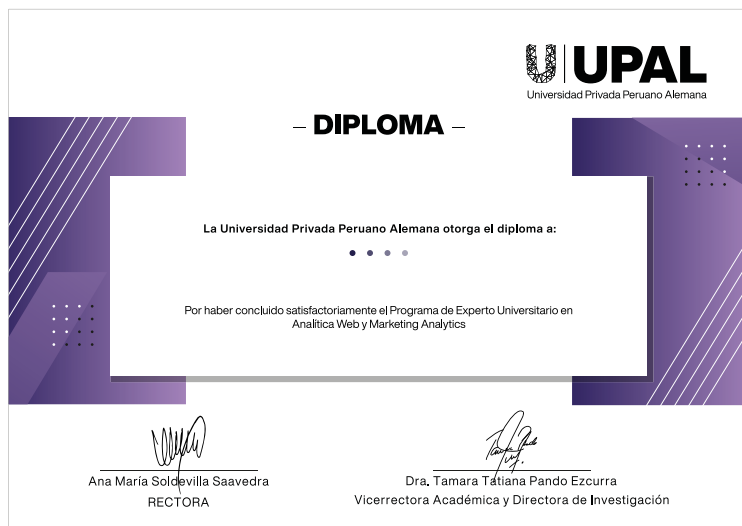 UPAL
Universidad Privada Peruano Alemana
– DIPLOMA –
La Universidad Privada Peruano Alemana otorga el diploma a:
Por haber concluido satisfactoriamente el Programa de Experto Universitario en
Analítica Web y Marketing Analytics
Ana María Soldevilla Saavedra
RECTORA
Dra. Tamara Tatiana Pando Ezcurra
Vicerrectora Académica y Directora de Investigación